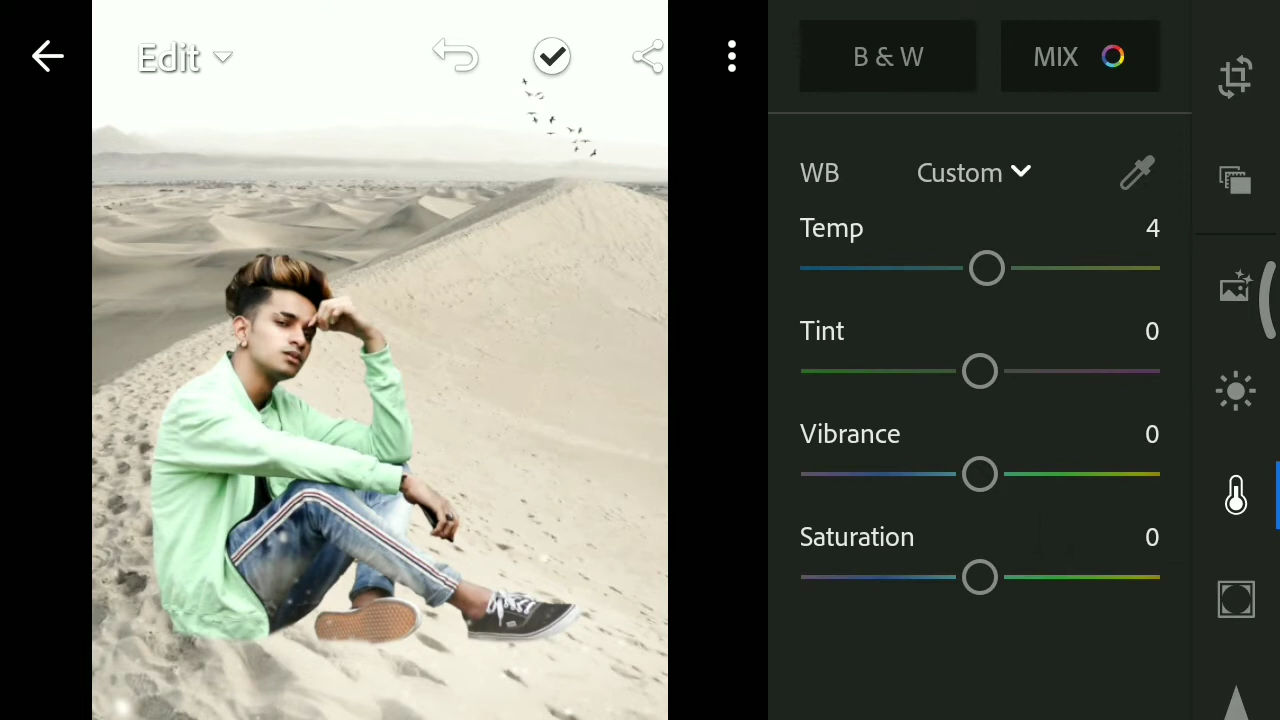 Edit
B & W
MIX
WB Custom
Temp 4
Tint 0
Vibrance 0
Saturation 0